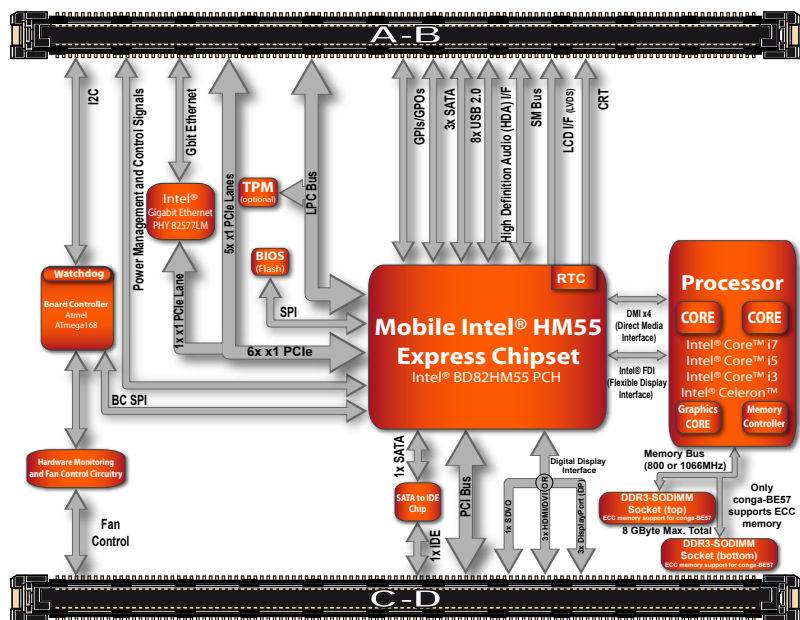 A-B
I2C
Power Management and Control Signals
Gbit Ethernet
5x x1 PCIe Lanes
LPC Bus
GPIs/GPOs
3x SATA
8x USB 2.0
High Definition Audio (HDA) I/F
SM Bus
LCD I/F (LVDS)
CRT
Intel®
Gigabit Ethernet
PHY 82577LM
TPM
(optional)
BIOS
(Flash)
SPI
1x x1 PCIe Lane
6x x1 PCIe
Watchdog
Board Controller
Atmel
ATmega168
BC SPI
RTC
Mobile Intel® HM55
Express Chipset
Intel® BD82HM55 PCH
DMI x4
(Direct Media
Interface)
Intel® FDI
(Flexible Display
Interface)
Processor
CORE
CORE
Intel® Core™ i7
Intel® Core™ i5
Intel® Core™ i3
Intel® Celeron™
Graphics
CORE
Memory
Controller
Hardware Monitoring
and Fan Control Circuitry
Fan
Control
1x SATA
SATA to IDE
Chip
1x IDE
PCI Bus
Digital Display
Interface
OR
1x SDVO
3x HDMI/DVI
3x DisplayPort (DP)
Memory Bus
(800 or 1066MHz)
Only
conga-BE57
supports ECC
memory
DDR3-SODIMM
Socket (top)
ECC memory support for conga-BE57
8 GByte Max. Total
DDR3-SODIMM
Socket (bottom)
ECC memory support for conga-BE57
C-D